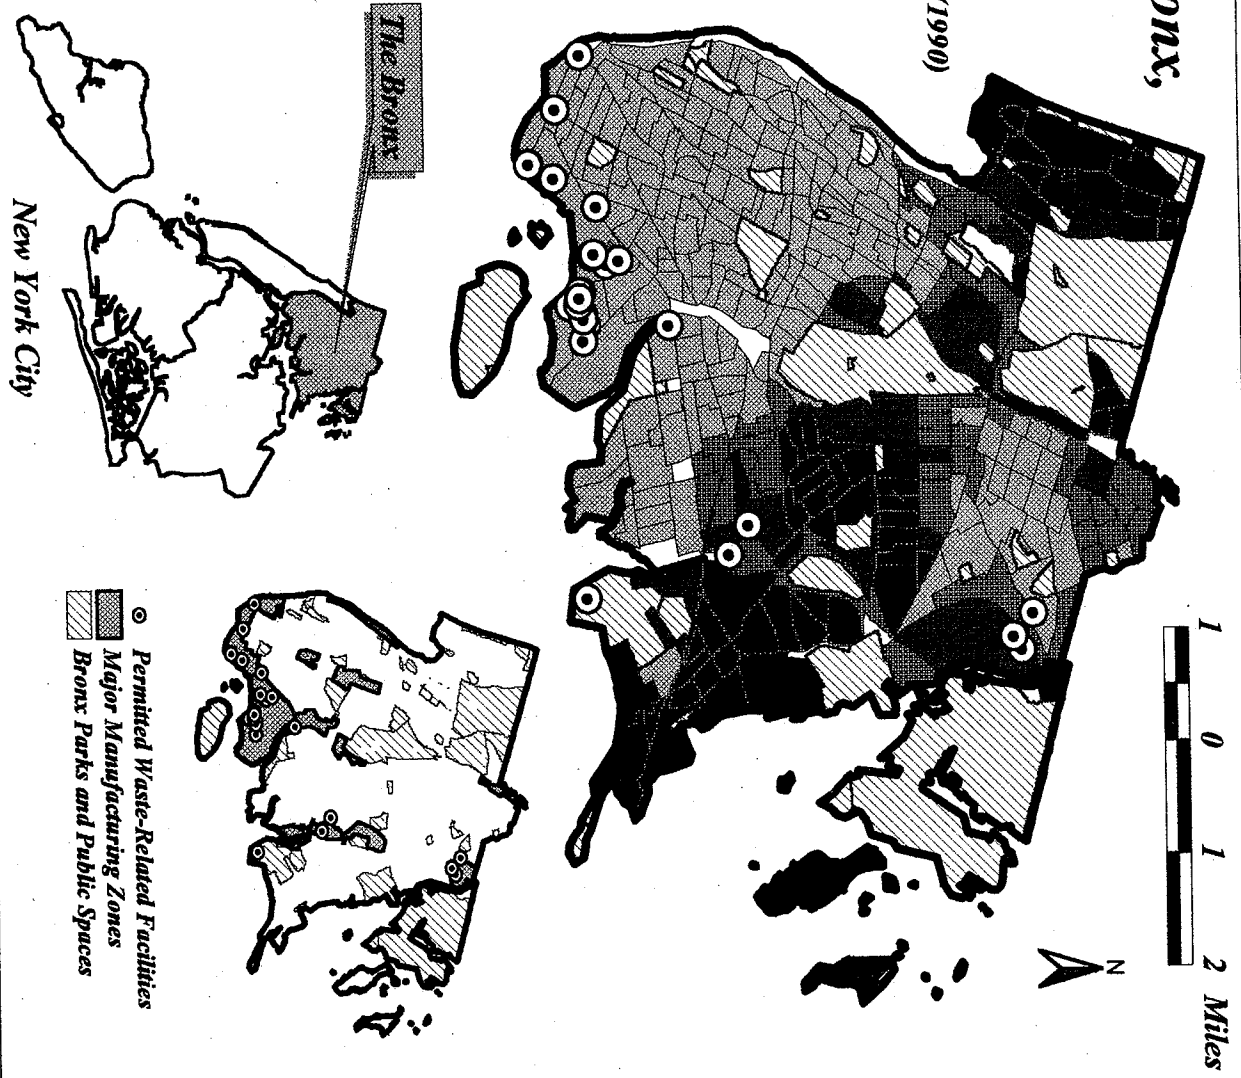 onx,
(1990)
The Bronx
New York City
1 0 1 2 Miles
N
Permitted Waste-Related Facilities
Major Manufacturing Zones
Bronx Parks and Public Spaces